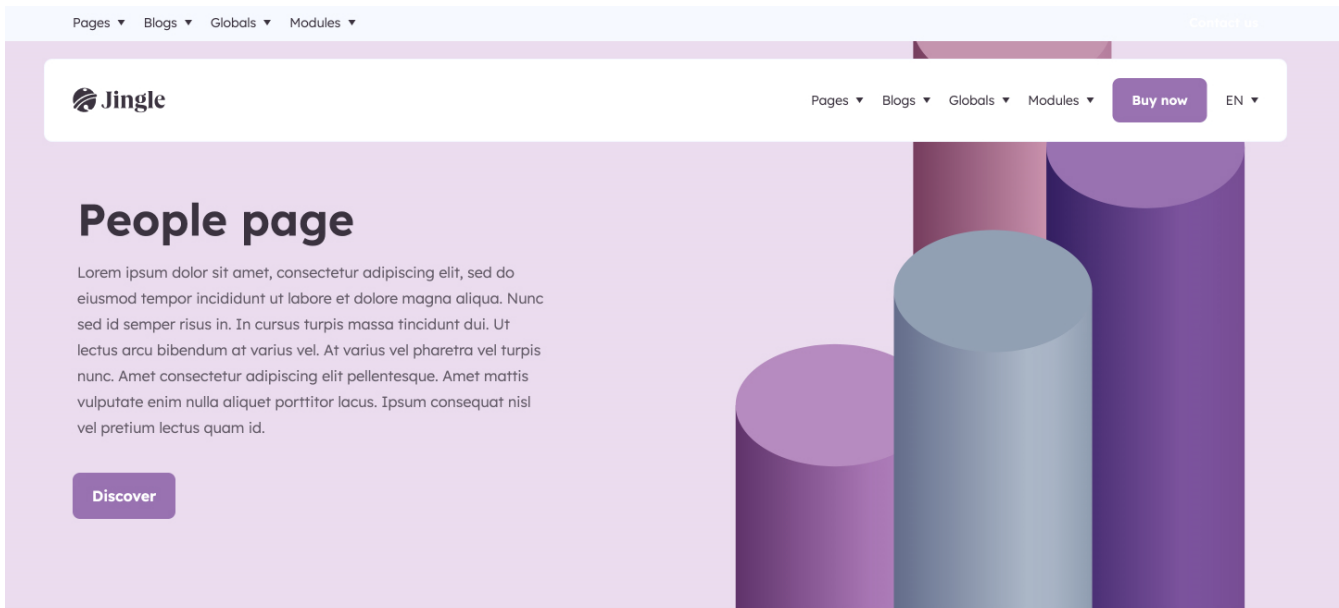 Pages ▼ Blogs ▼ Globals ▼ Modules ▼ Contact us
Jingle Pages ▼ Blogs ▼ Globals ▼ Modules ▼ Buy now EN ▼
People page
Lorem ipsum dolor sit amet, consectetur adipiscing elit, sed do
eiusmod tempor incididunt ut labore et dolore magna aliqua. Nunc
sed id semper risus in. In cursus turpis massa tincidunt dui. Ut
lectus arcu bibendum at varius vel. At varius vel pharetra vel turpis
nunc. Amet consectetur adipiscing elit pellentesque. Amet mattis
vulputate enim nulla aliquet porttitor lacus. Ipsum consequat nisl
vel pretium lectus quam id.
Discover